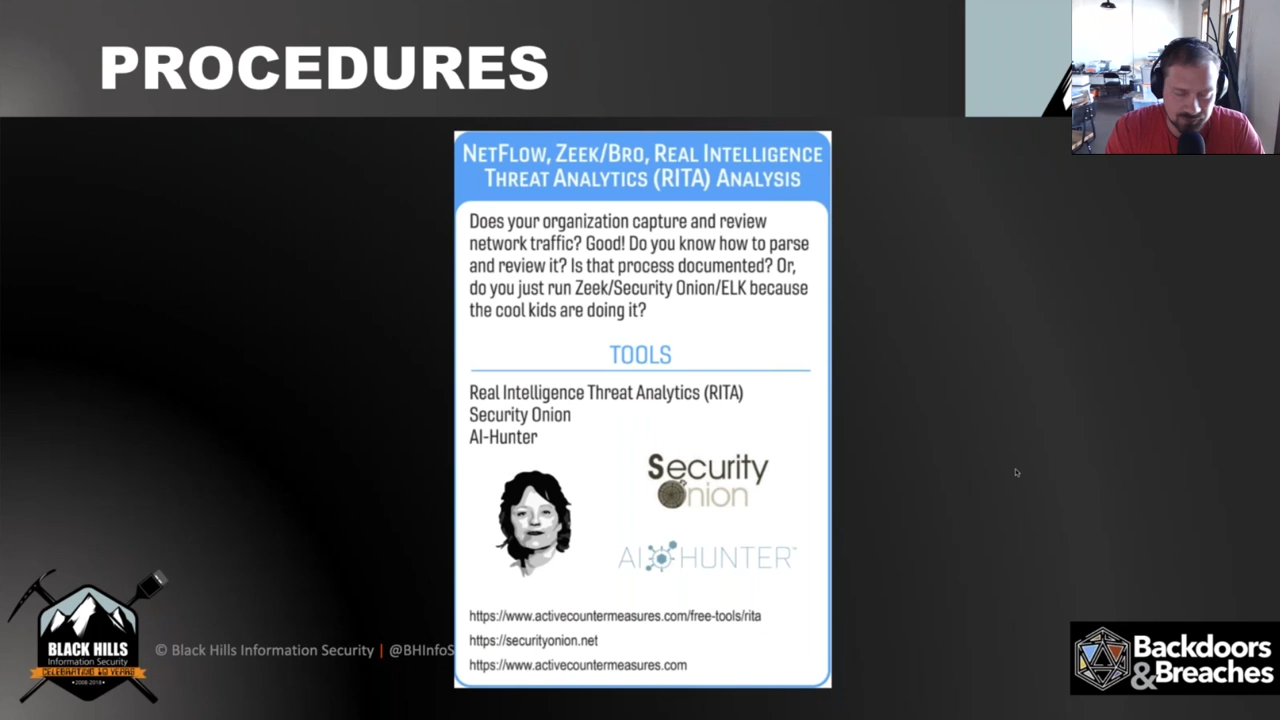 PROCEDURES
NETFLOW, ZEEK/BRO, REAL INTELLIGENCE
THREAT ANALYTICS (RITA) ANALYSIS
Does your organization capture and review
network traffic? Good! Do you know how to parse
and review it? Is that process documented? Or,
do you just run Zeek/Security Onion/ELK because
the cool kids are doing it?
TOOLS
Real Intelligence Threat Analytics (RITA)
Security Onion
AI-Hunter
Security
Onion
AI HUNTER™
https://www.activecountermeasures.com/free-tools/rita
https://securityonion.net
https://www.activecountermeasures.com
BLACK HILLS
Information Security
CELEBRATING 10 YEARS
• 2008-2018 •
© Black Hills Information Security | @BHInfoS
Backdoors
&Breaches